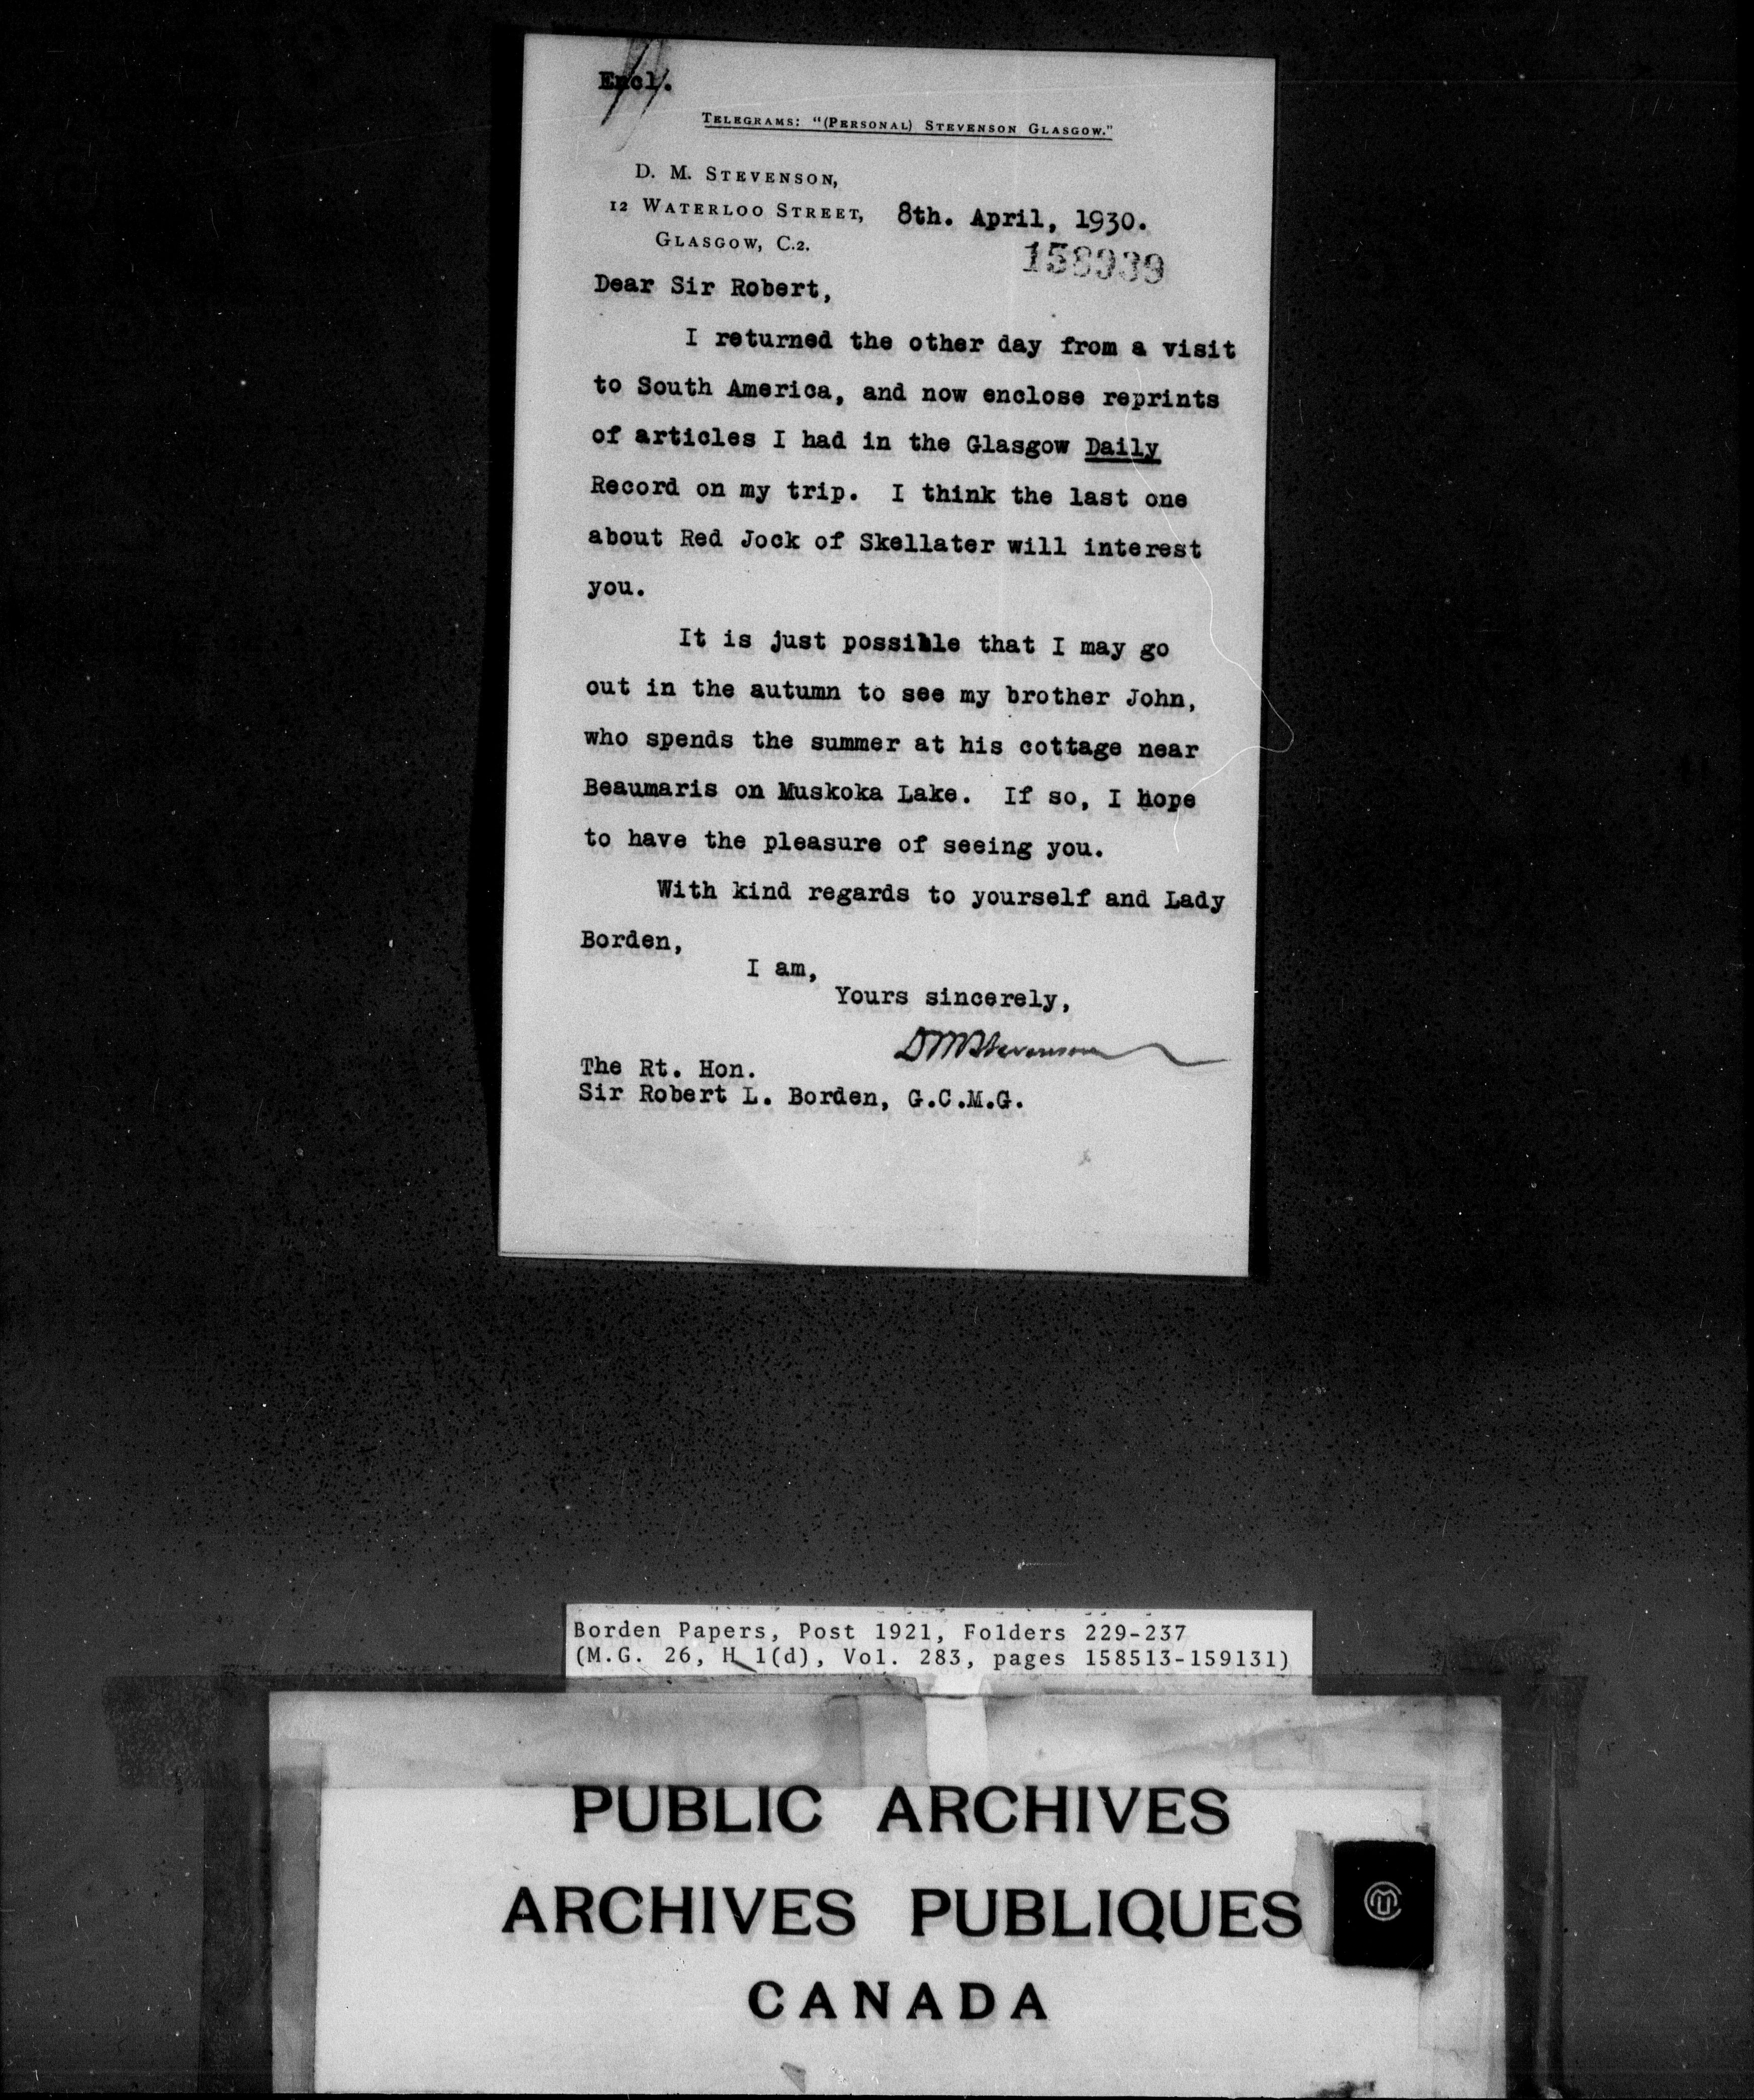 Encl.
TELEGRAMS: "(PERSONAL) STEVENSON GLASGOW."
D. M. STEVENSON,
12 WATERLOO STREET, 8th. April, 1930.
GLASGOW, C.2.
158939
Dear Sir Robert,
I returned the other day from a visit
to South America, and now enclose reprints
of articles I had in the Glasgow Daily
Record on my trip. I think the last one
about Red Jock of Skellater will interest
you.
It is just possible that I may go
out in the autumn to see my brother John,
who spends the summer at his cottage near
Beaumaris on Muskoka Lake. If so, I hope
to have the pleasure of seeing you.
With kind regards to yourself and Lady
Borden,
I am,
Yours sincerely,
D M Stevenson
The Rt. Hon.
Sir Robert L. Borden, G.C.M.G.
Borden Papers, Post 1921, Folders 229-237
(M.G. 26, H 1(d), Vol. 283, pages 158513-159131)
PUBLIC ARCHIVES
ARCHIVES PUBLIQUES
CANADA